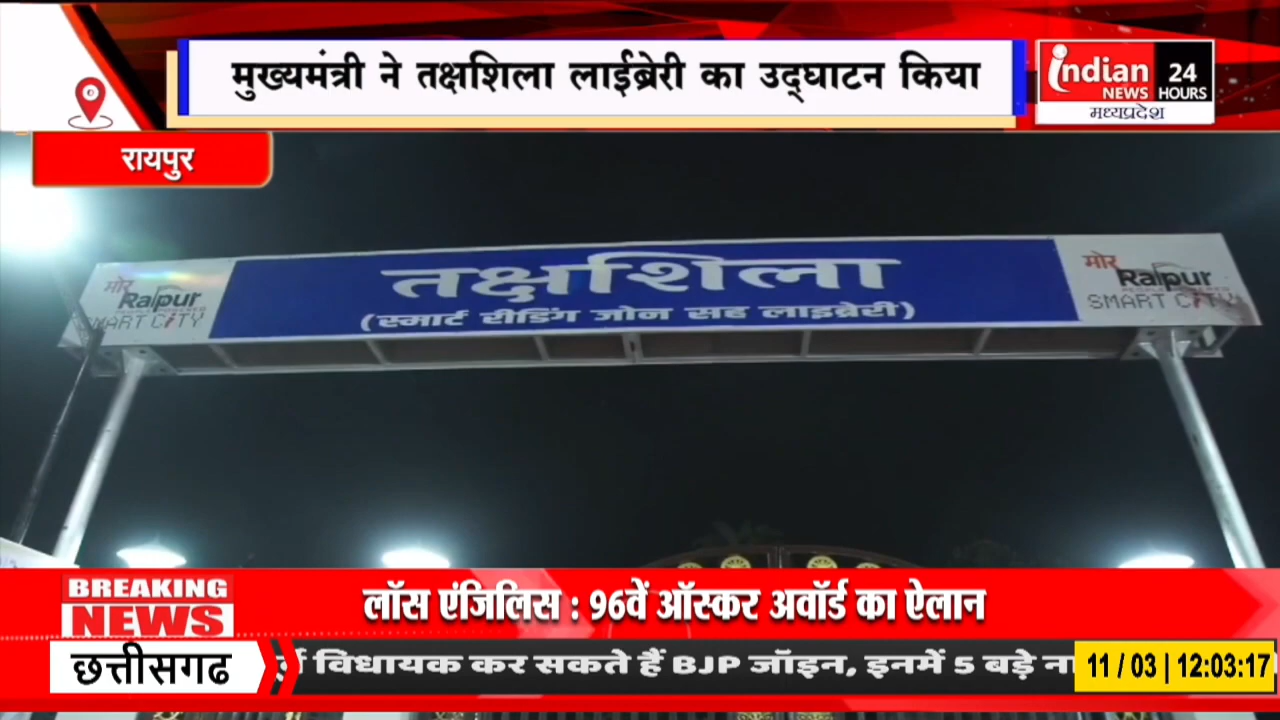 मुख्यमंत्री ने तक्षशिला लाईब्रेरी का उद्घाटन किया
indian
NEWS
24
HOURS
मध्यप्रदेश
रायपुर
मोर
Raipur
SMART CITY
तक्षशिला
(स्मार्ट रीडिंग जोन सह लाइब्रेरी)
मोर
Raipur
SMART CITY
BREAKING
NEWS
लॉस एंजिलिस : 96वें ऑस्कर अवॉर्ड का ऐलान
छत्तीसगढ
विधायक कर सकते हैं BJP जॉइन, इनमें 5 बड़े
11 / 03 | 12:03:17